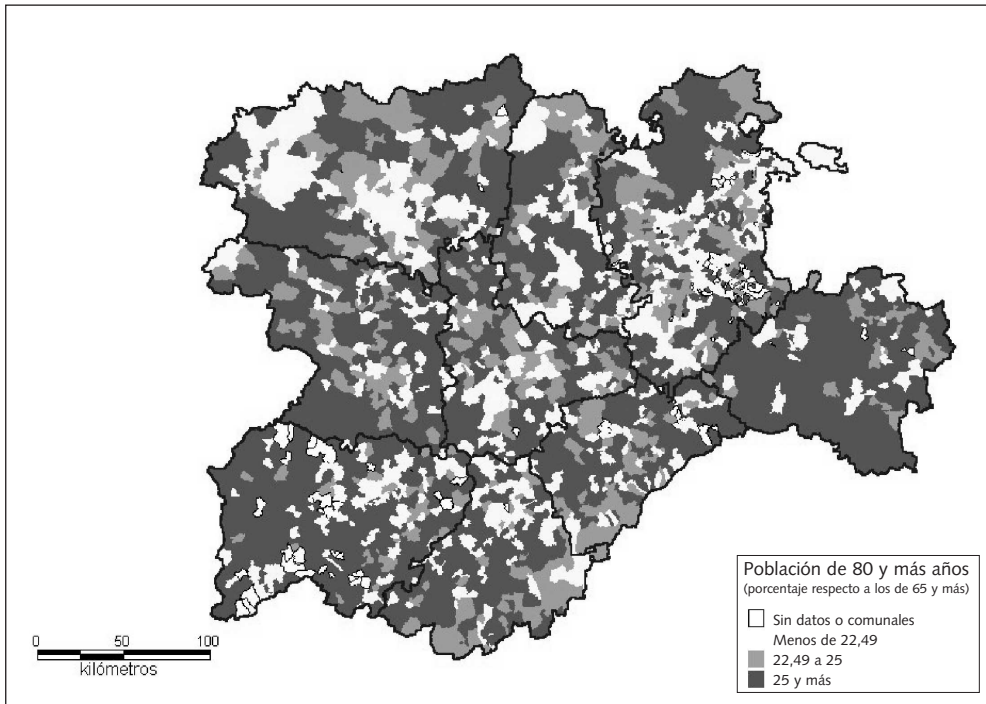 Población de 80 y más años
(porcentaje respecto a los de 65 y más)
Sin datos o comunales
Menos de 22,49
22,49 a 25
25 y más
0 50 100
kilómetros